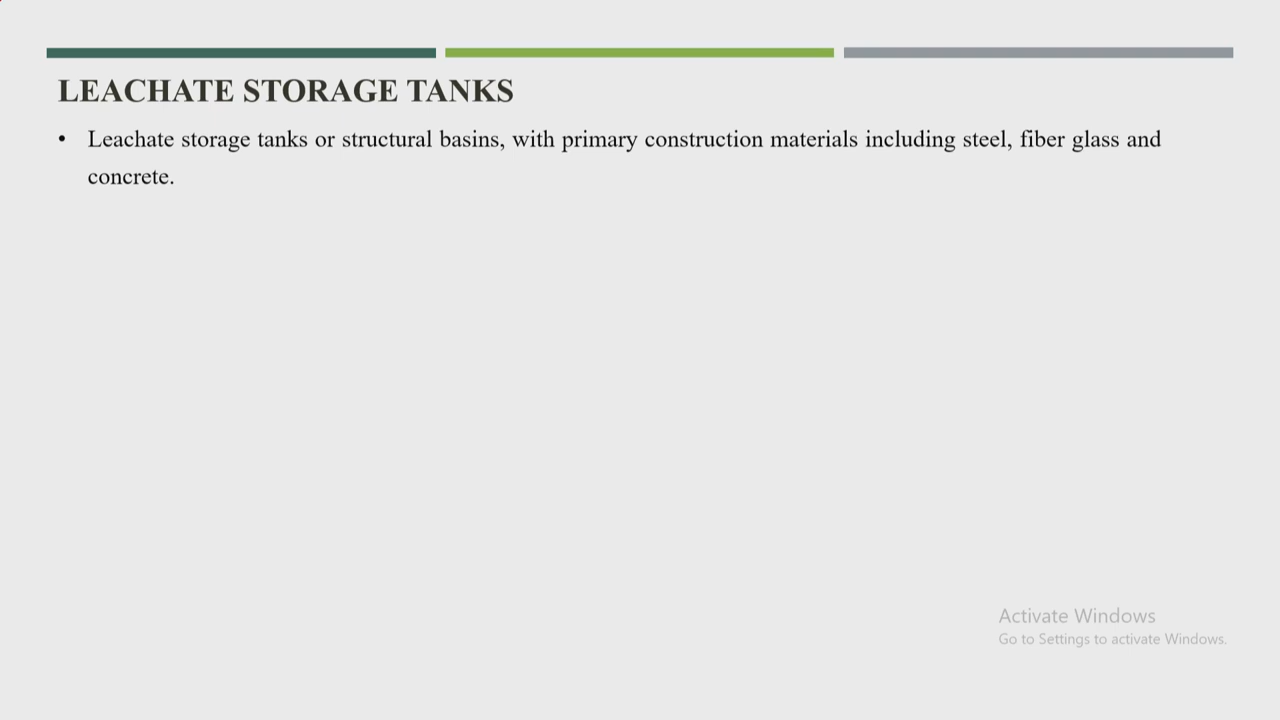 LEACHATE STORAGE TANKS
• Leachate storage tanks or structural basins, with primary construction materials including steel, fiber glass and
concrete.
Activate Windows
Go to Settings to activate Windows.